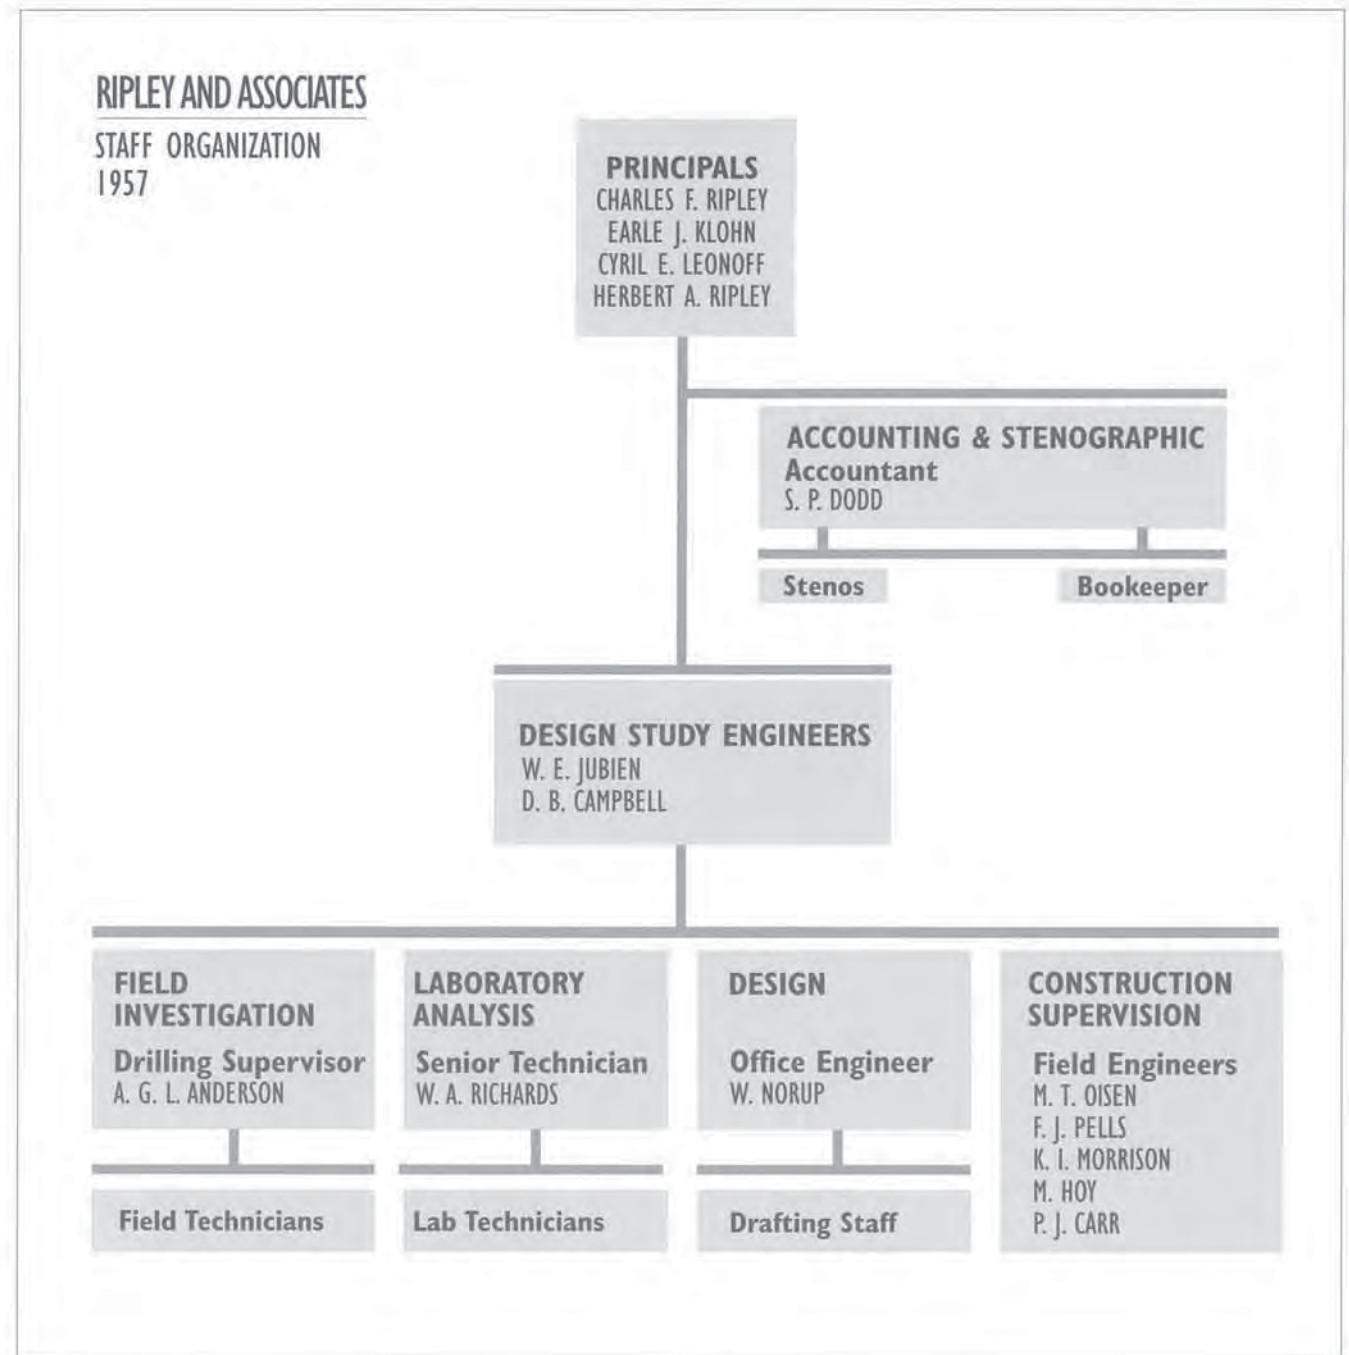 RIPLEY AND ASSOCIATES
STAFF ORGANIZATION
1957
PRINCIPALS
CHARLES F. RIPLEY
EARLE J. KLOHN
CYRIL E. LEONOFF
HERBERT A. RIPLEY
ACCOUNTING & STENOGRAPHIC
Accountant
S. P. DODD
Stenos
Bookeeper
DESIGN STUDY ENGINEERS
W. E. JUBIEN
D. B. CAMPBELL
FIELD
INVESTIGATION
Drilling Supervisor
A. G. L. ANDERSON
Field Technicians
LABORATORY
ANALYSIS
Senior Technician
W. A. RICHARDS
Lab Technicians
DESIGN
Office Engineer
W. NORUP
Drafting Staff
CONSTRUCTION
SUPERVISION
Field Engineers
M. T. OISEN
F. J. PELLS
K. I. MORRISON
M. HOY
P. J. CARR